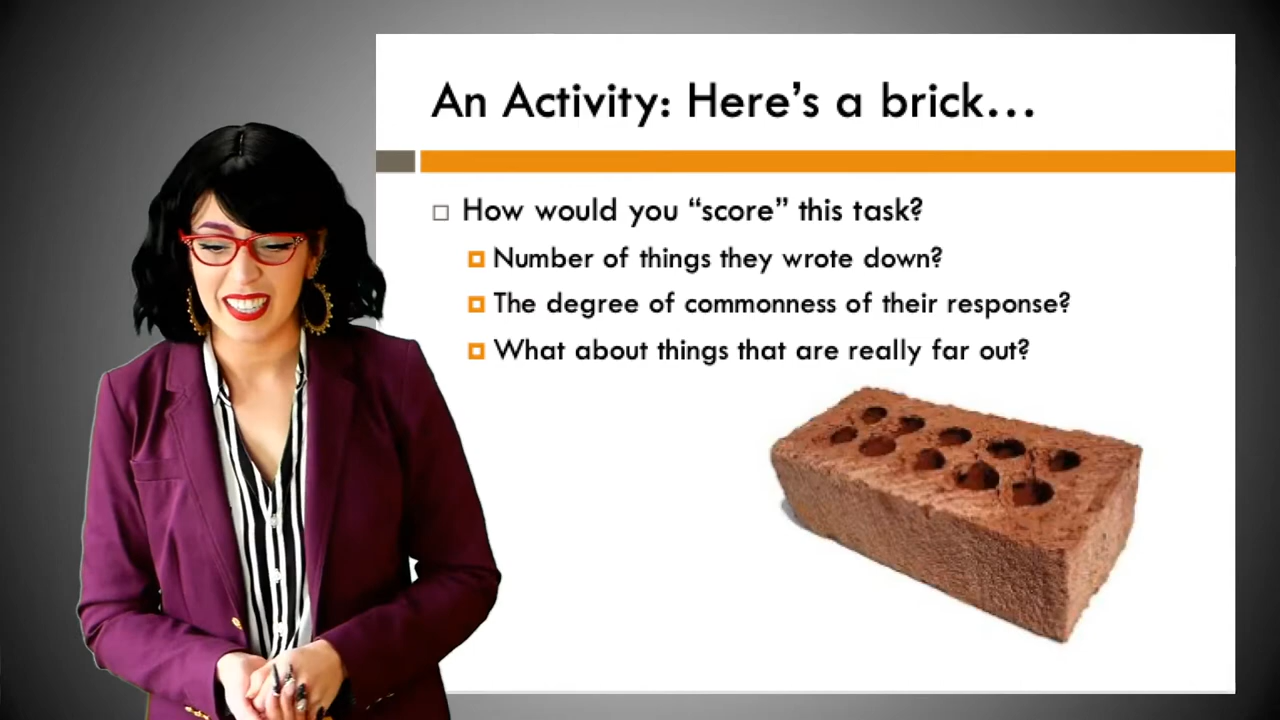 An Activity: Here’s a brick…
How would you “score” this task?
Number of things they wrote down?
The degree of commonness of their response?
What about things that are really far out?